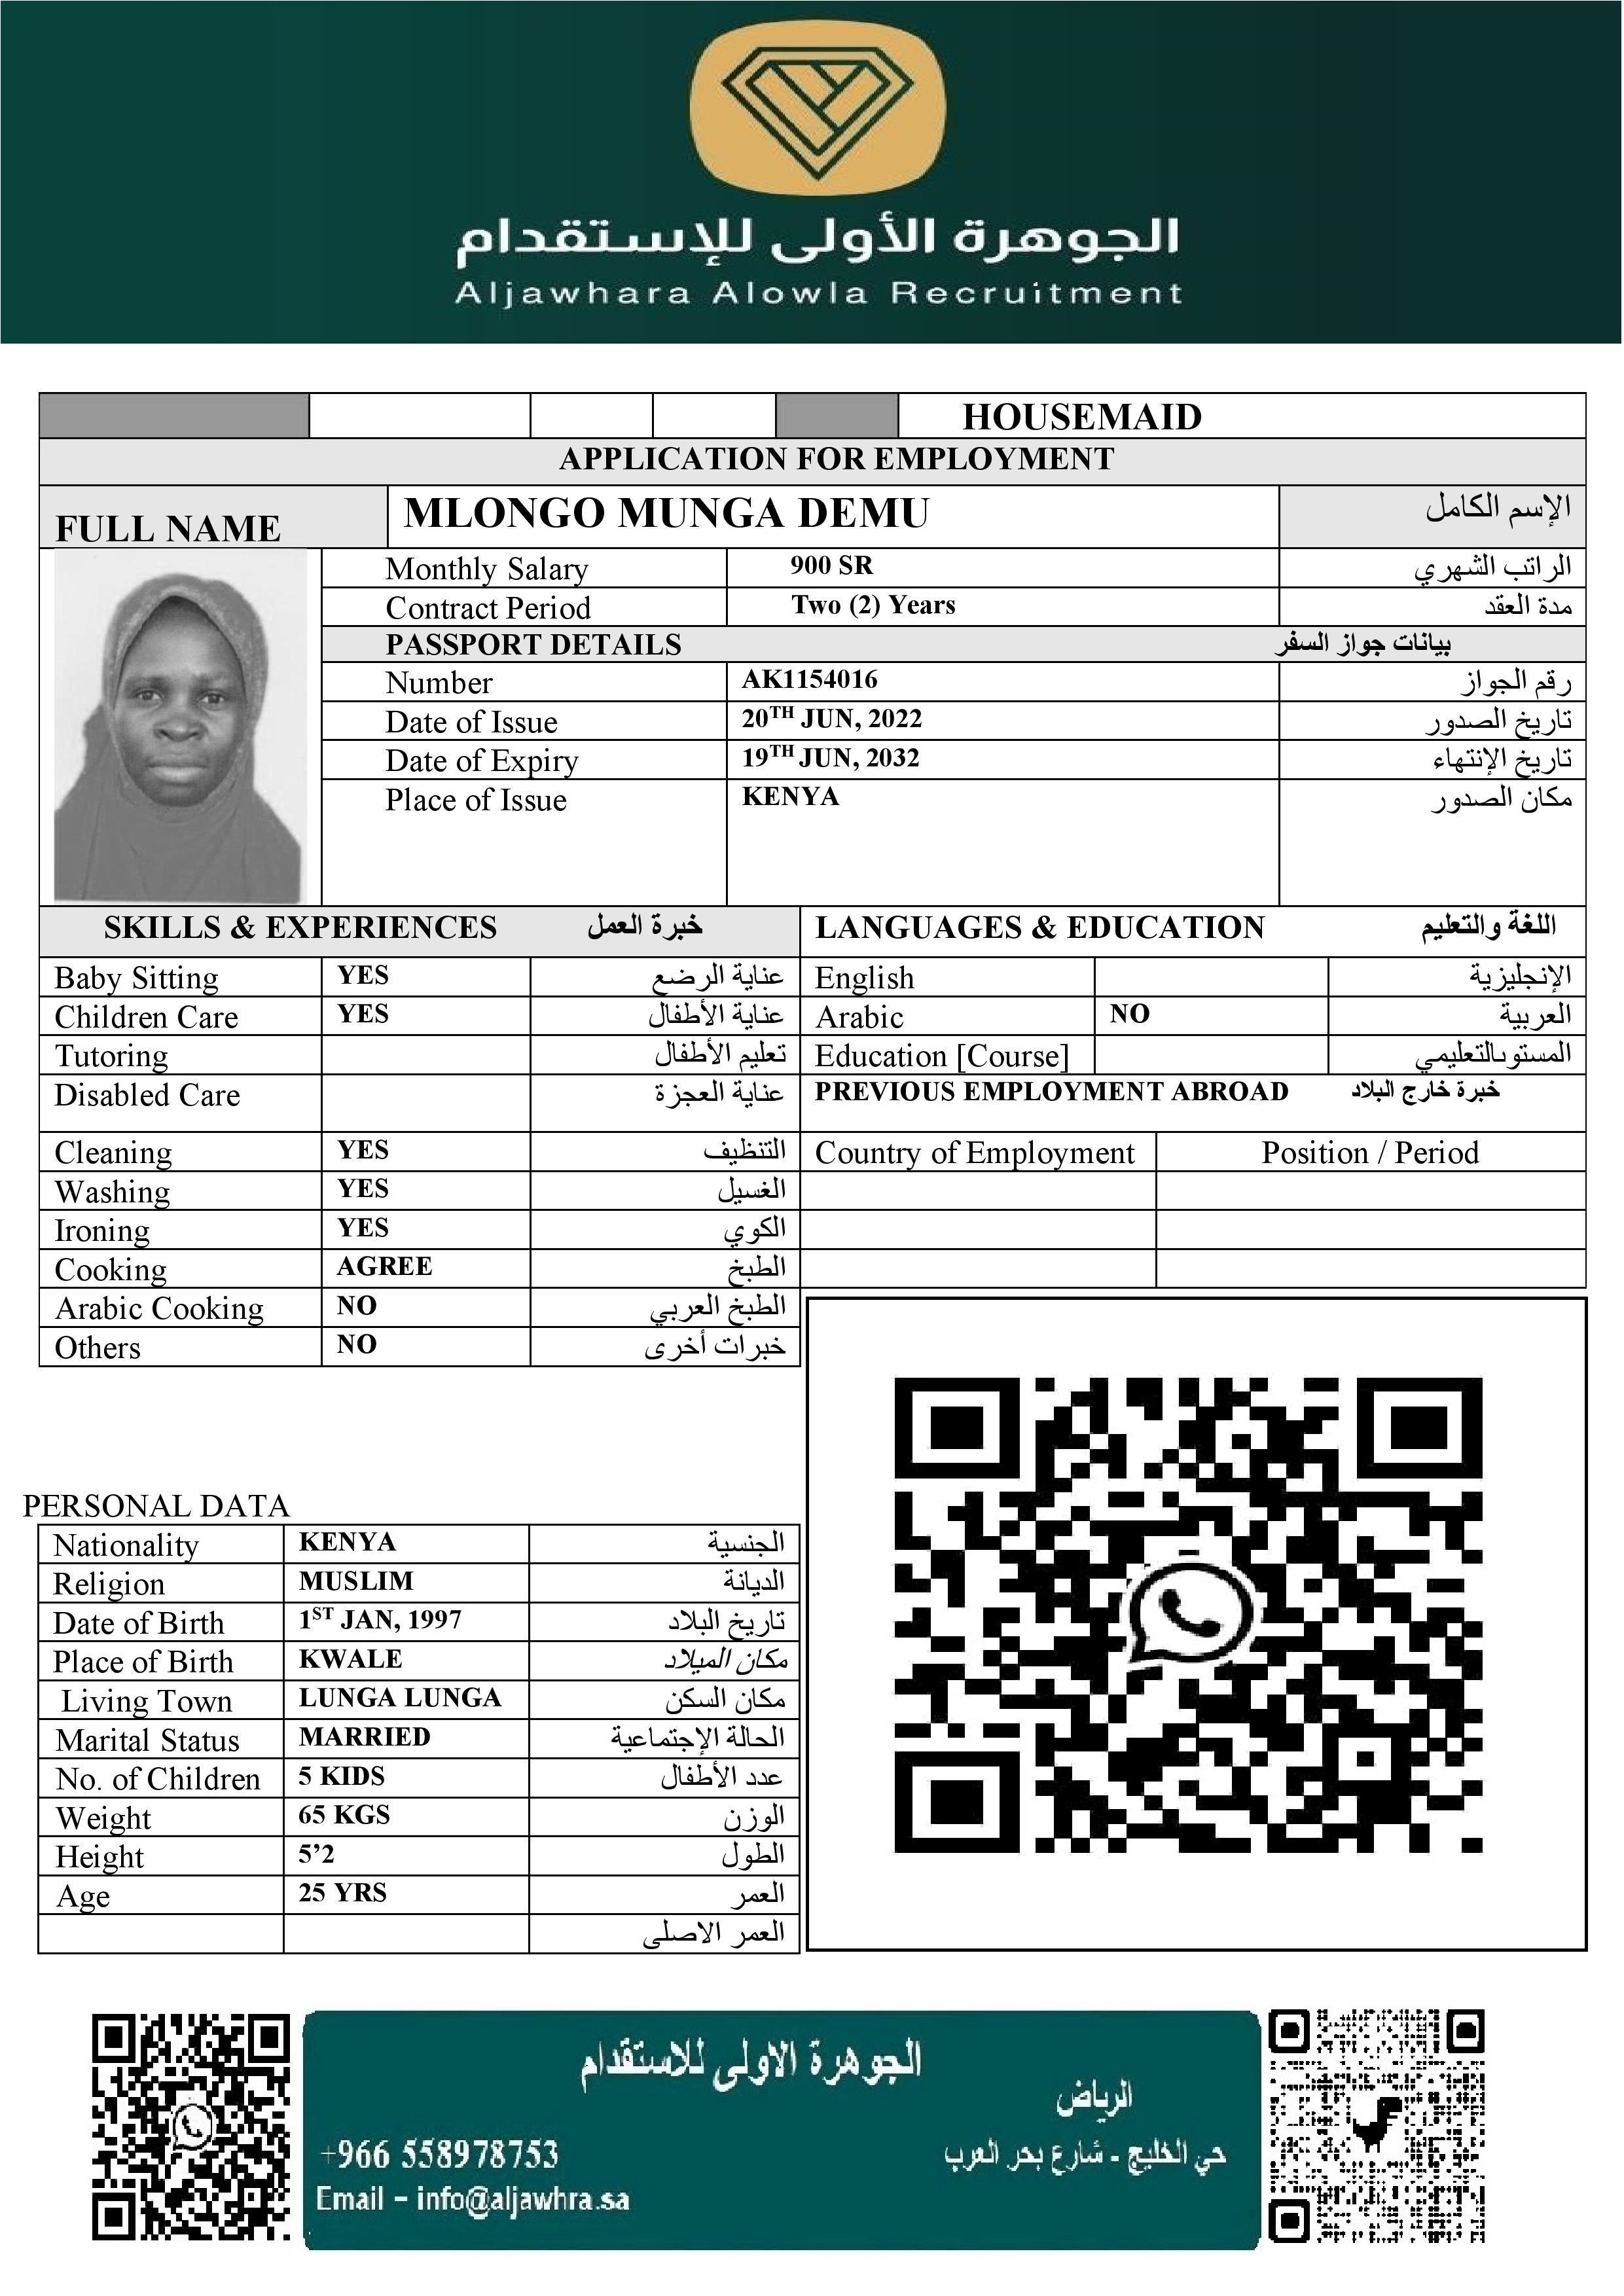 الجوهرة الأولى للإستقدام
Aljawhara Alowla Recruitment
HOUSEMAID
APPLICATION FOR EMPLOYMENT
FULL NAME MLONGO MUNGA DEMU الإسم الكامل
Monthly Salary 900 SR الراتب الشهري
Contract Period Two (2) Years مدة العقد
PASSPORT DETAILS بيانات جواز السفر
Number AK1154016 رقم الجواز
Date of Issue 20TH JUN, 2022 تاريخ الصدور
Date of Expiry 19TH JUN, 2032 تاريخ الإنتهاء
Place of Issue KENYA مكان الصدور
SKILLS & EXPERIENCES خبرة العمل
Baby Sitting YES عناية الرضع
Children Care YES عناية الأطفال
Tutoring تعليم الأطفال
Disabled Care عناية العجزة
Cleaning YES التنظيف
Washing YES الغسيل
Ironing YES الكوي
Cooking AGREE الطبخ
Arabic Cooking NO الطبخ العربي
Others NO خبرات أخرى
LANGUAGES & EDUCATION اللغة والتعليم
English الإنجليزية
Arabic NO العربية
Education [Course] المستوىالتعليمي
PREVIOUS EMPLOYMENT ABROAD خبرة خارج البلاد
Country of Employment Position / Period
PERSONAL DATA
Nationality KENYA الجنسية
Religion MUSLIM الديانة
Date of Birth 1ST JAN, 1997 تاريخ البلاد
Place of Birth KWALE مكان الميلاد
Living Town LUNGA LUNGA مكان السكن
Marital Status MARRIED الحالة الإجتماعية
No. of Children 5 KIDS عدد الأطفال
Weight 65 KGS الوزن
Height 5’2 الطول
Age 25 YRS العمر
العمر الاصلى
الجوهرة الاولى للاستقدام
الرياض
+966 558978753 حي الخليج - شارع بحر العرب
Email – info@aljawhra.sa